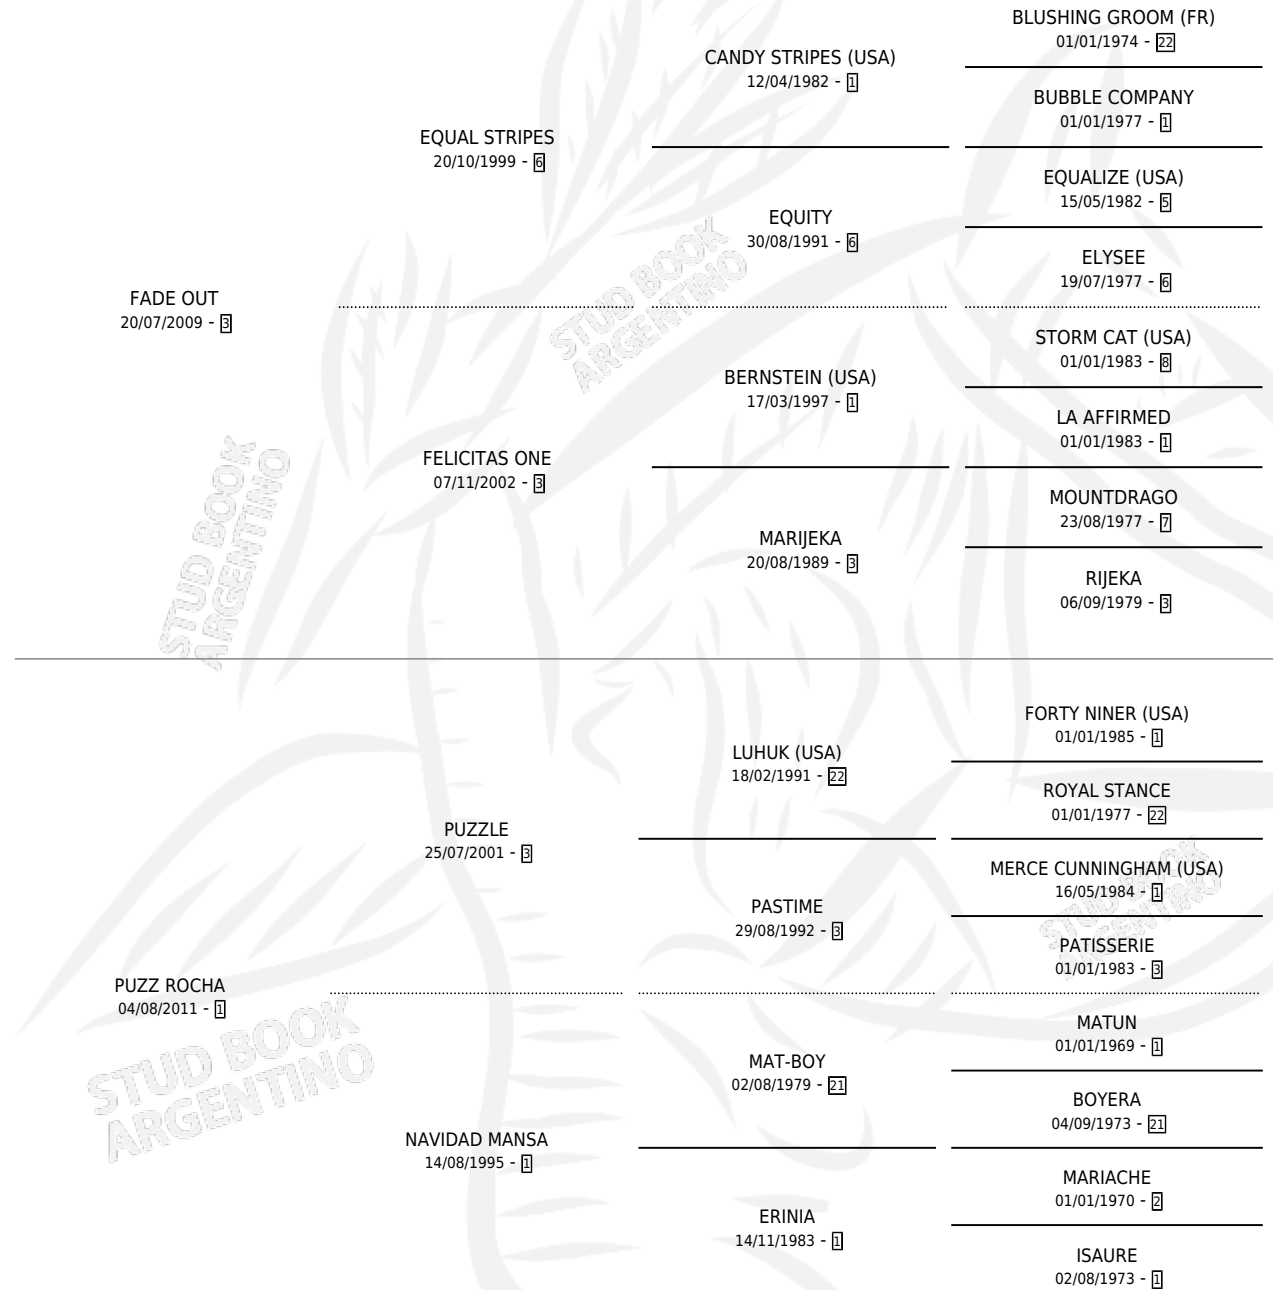 BLUSHING GROOM (FR)
01/01/1974 - 22
CANDY STRIPES (USA)
12/04/1982 - 1
BUBBLE COMPANY
01/01/1977 - 1
EQUAL STRIPES
20/10/1999 - 6
EQUALIZE (USA)
15/05/1982 - 5
EQUITY
30/08/1991 - 6
ELYSEE
19/07/1977 - 6
FADE OUT
20/07/2009 - 3
STORM CAT (USA)
01/01/1983 - 8
BERNSTEIN (USA)
17/03/1997 - 1
LA AFFIRMED
01/01/1983 - 1
FELICITAS ONE
07/11/2002 - 3
MOUNTDRAGO
23/08/1977 - 7
MARIJEKA
20/08/1989 - 3
RIJEKA
06/09/1979 - 3
FORTY NINER (USA)
01/01/1985 - 1
LUHUK (USA)
18/02/1991 - 22
ROYAL STANCE
01/01/1977 - 22
PUZZLE
25/07/2001 - 3
MERCE CUNNINGHAM (USA)
16/05/1984 - 1
PASTIME
29/08/1992 - 3
PATISSERIE
01/01/1983 - 3
PUZZ ROCHA
04/08/2011 - 1
MATUN
01/01/1969 - 1
MAT-BOY
02/08/1979 - 21
BOYERA
04/09/1973 - 21
NAVIDAD MANSA
14/08/1995 - 1
MARIACHE
01/01/1970 - 2
ERINIA
14/11/1983 - 1
ISAURE
02/08/1973 - 1
STUD BOOK
ARGENTINO
STUD BOOK
ARGENTINO
STUD BOOK
ARGENTINO
STUD BOOK
ARGENTINO